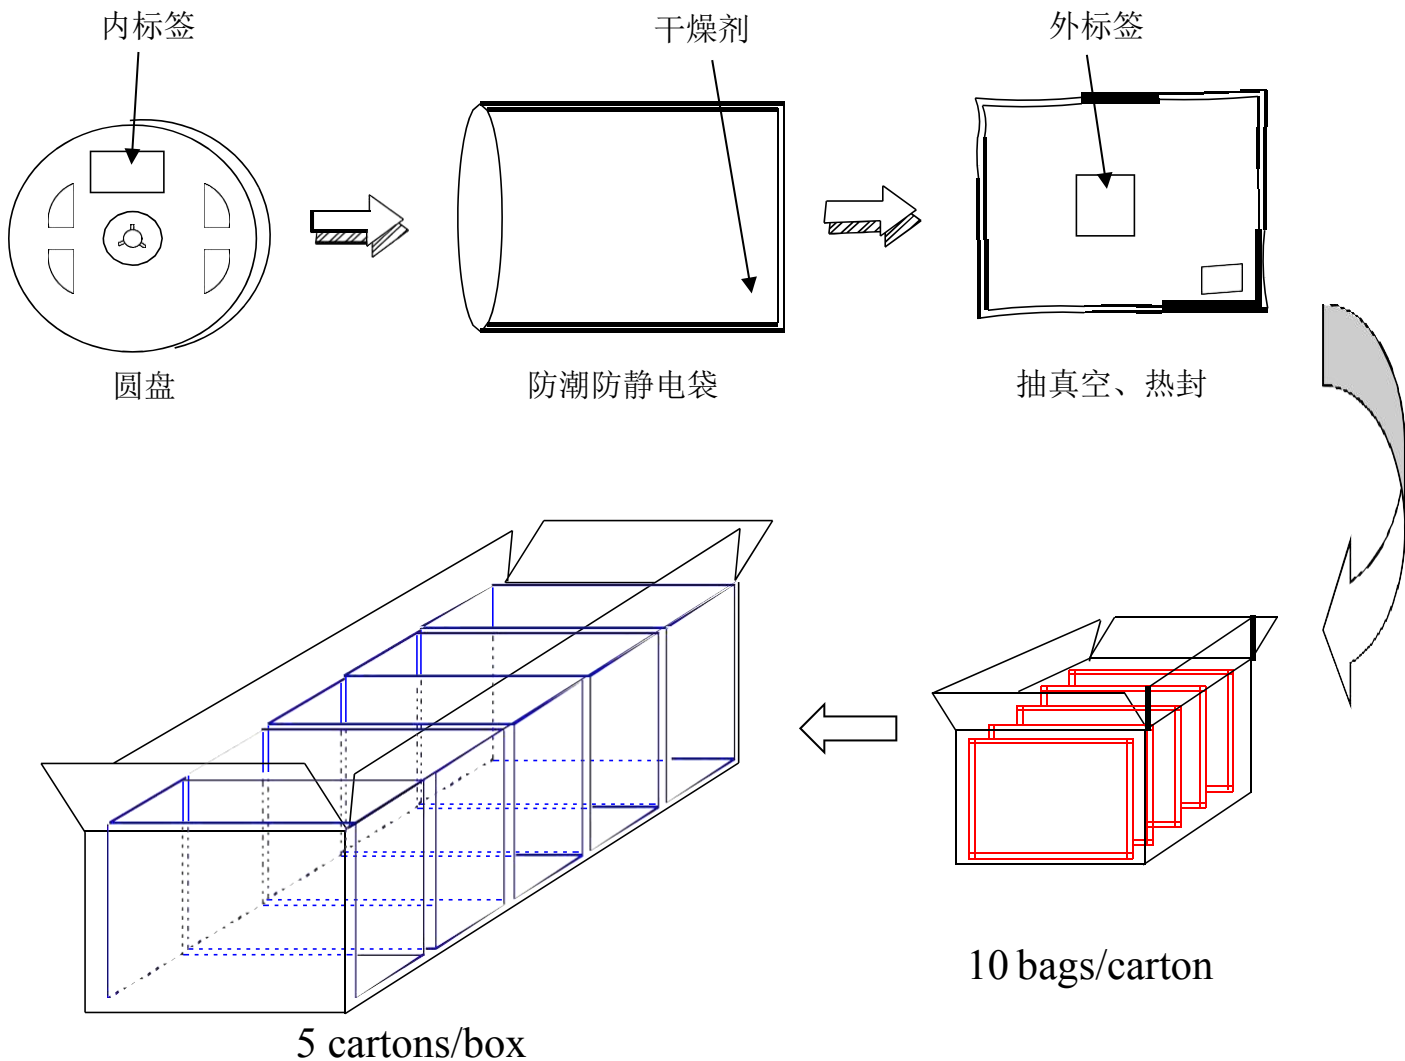 内标签
干燥剂
外标签
圆盘
防潮防静电袋
抽真空、热封
10 bags/carton
5 cartons/box